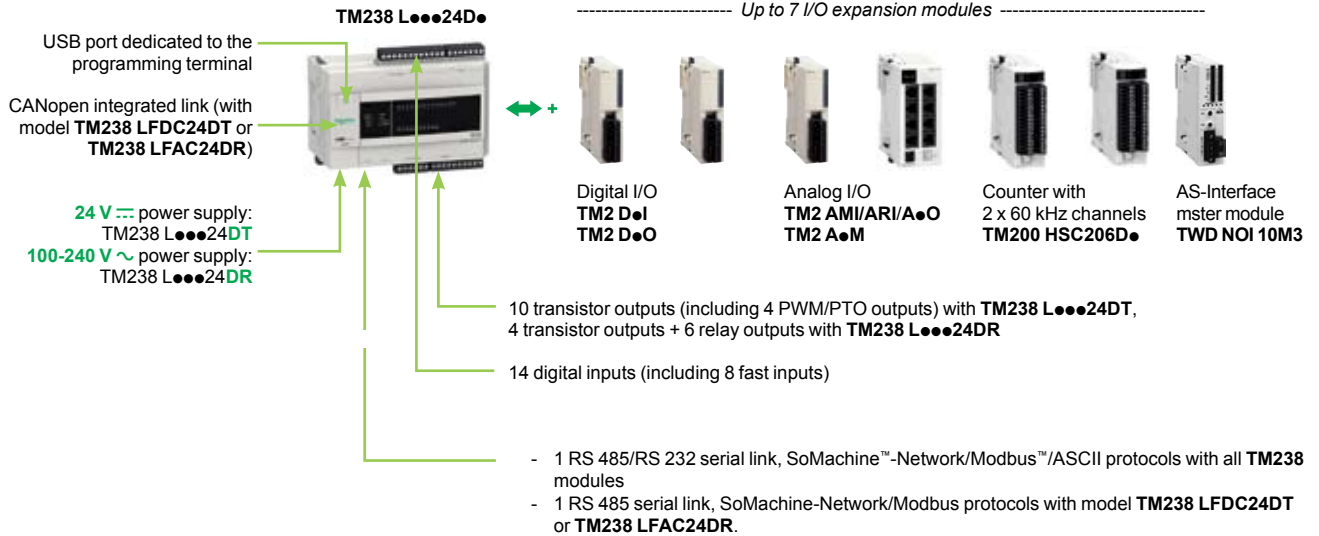 TM238 L●●●24D●
USB port dedicated to the
programming terminal
CANopen integrated link (with
model TM238 LFDC24DT or
TM238 LFAC24DR)
24 V ⎓ power supply:
TM238 L●●●24DT
100-240 V ∿ power supply:
TM238 L●●●24DR
Up to 7 I/O expansion modules
+
Digital I/O
TM2 D●I
TM2 D●O
Analog I/O
TM2 AMI/ARI/A●O
TM2 A●M
Counter with
2 x 60 kHz channels
TM200 HSC206D●
AS-Interface
mster module
TWD NOI 10M3
10 transistor outputs (including 4 PWM/PTO outputs) with TM238 L●●●24DT,
4 transistor outputs + 6 relay outputs with TM238 L●●●24DR
14 digital inputs (including 8 fast inputs)
- 1 RS 485/RS 232 serial link, SoMachine™-Network/Modbus™/ASCII protocols with all TM238
modules
- 1 RS 485 serial link, SoMachine-Network/Modbus protocols with model TM238 LFDC24DT
or TM238 LFAC24DR.